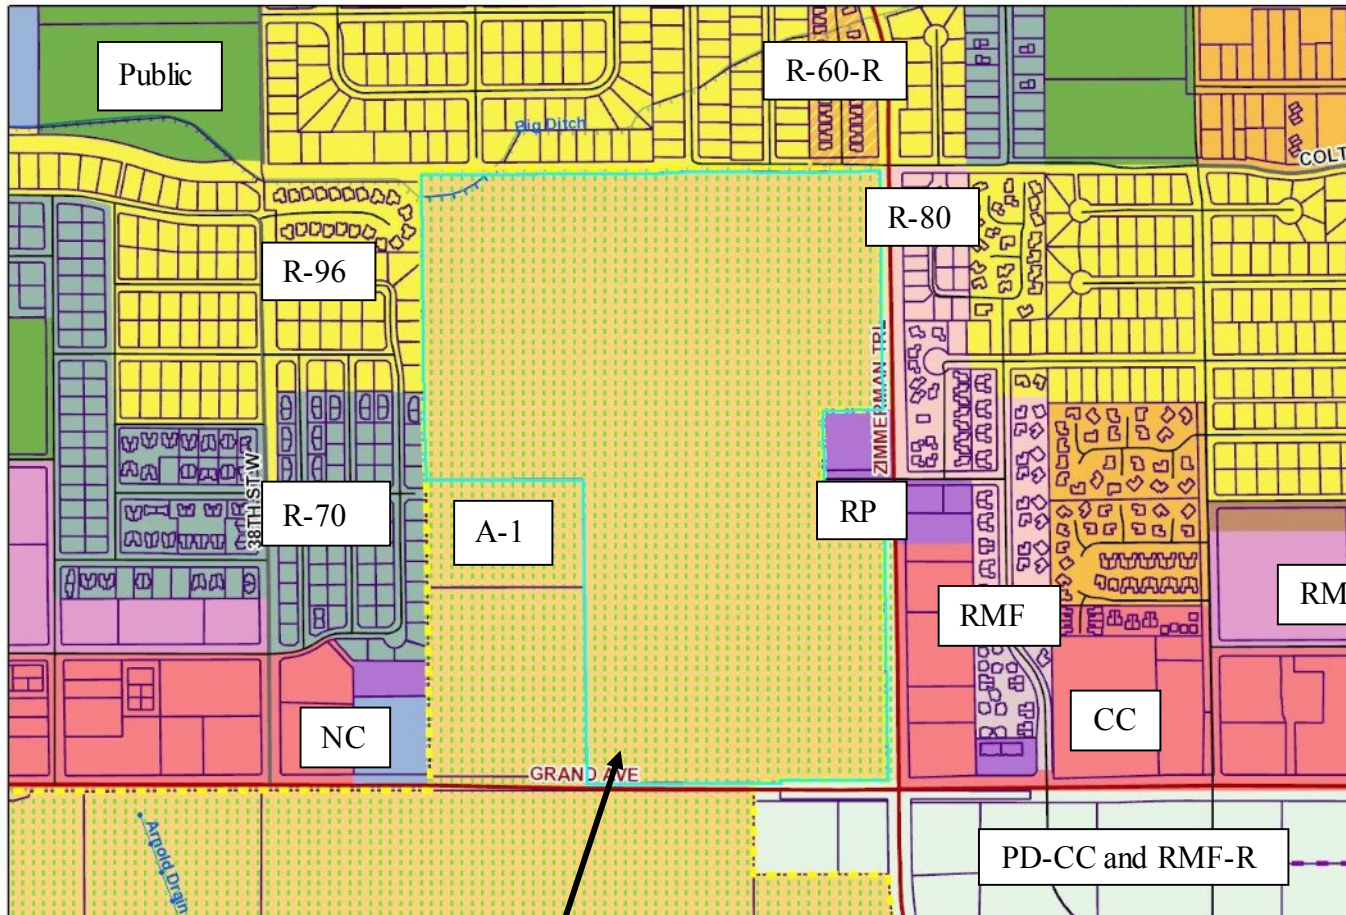 Public
R-60-R
Big Ditch
COLT
R-80
R-96
ZIMMERMAN TRL
38TH ST W
R-70
A-1
RP
RMF
RM
NC
CC
GRAND AVE
Arnold Drain
PD-CC and RMF-R